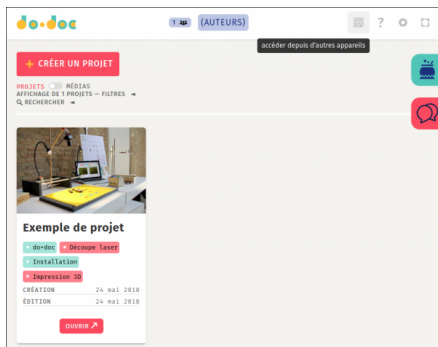 do•doc
1 (AUTEURS) ?
accéder depuis d'autres appareils
+ CRÉER UN PROJET
PROJETS MÉDIAS
AFFICHAGE DE 1 PROJETS — FILTRES
RECHERCHER
Exemple de projet
do•doc Découpe laser
Installation
Impression 3D
CRÉATION 24 mai 2018
ÉDITION 24 mai 2018
OUVRIR